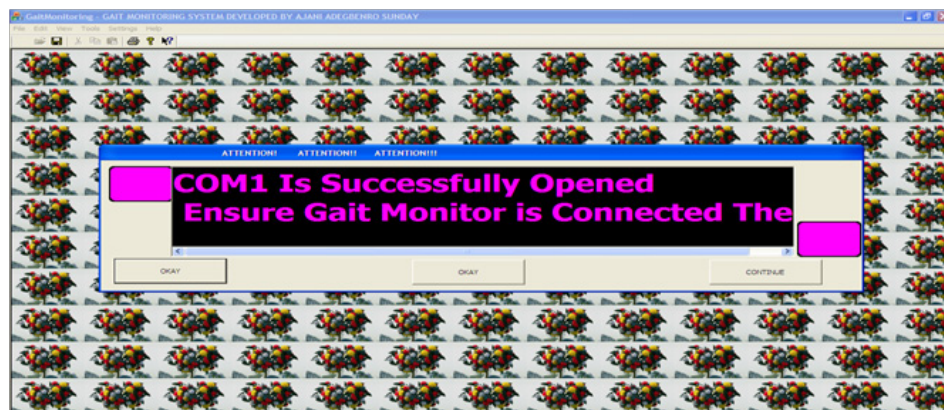 GaitMonitoring - GAIT MONITORING SYSTEM DEVELOPED BY AJANI ADEGBENRO SUNDAY
File Edit View Tools Settings Help
ATTENTION! ATTENTION!! ATTENTION!!!
COM1 Is Successfully Opened
Ensure Gait Monitor is Connected The
OKAY OKAY CONTINUE